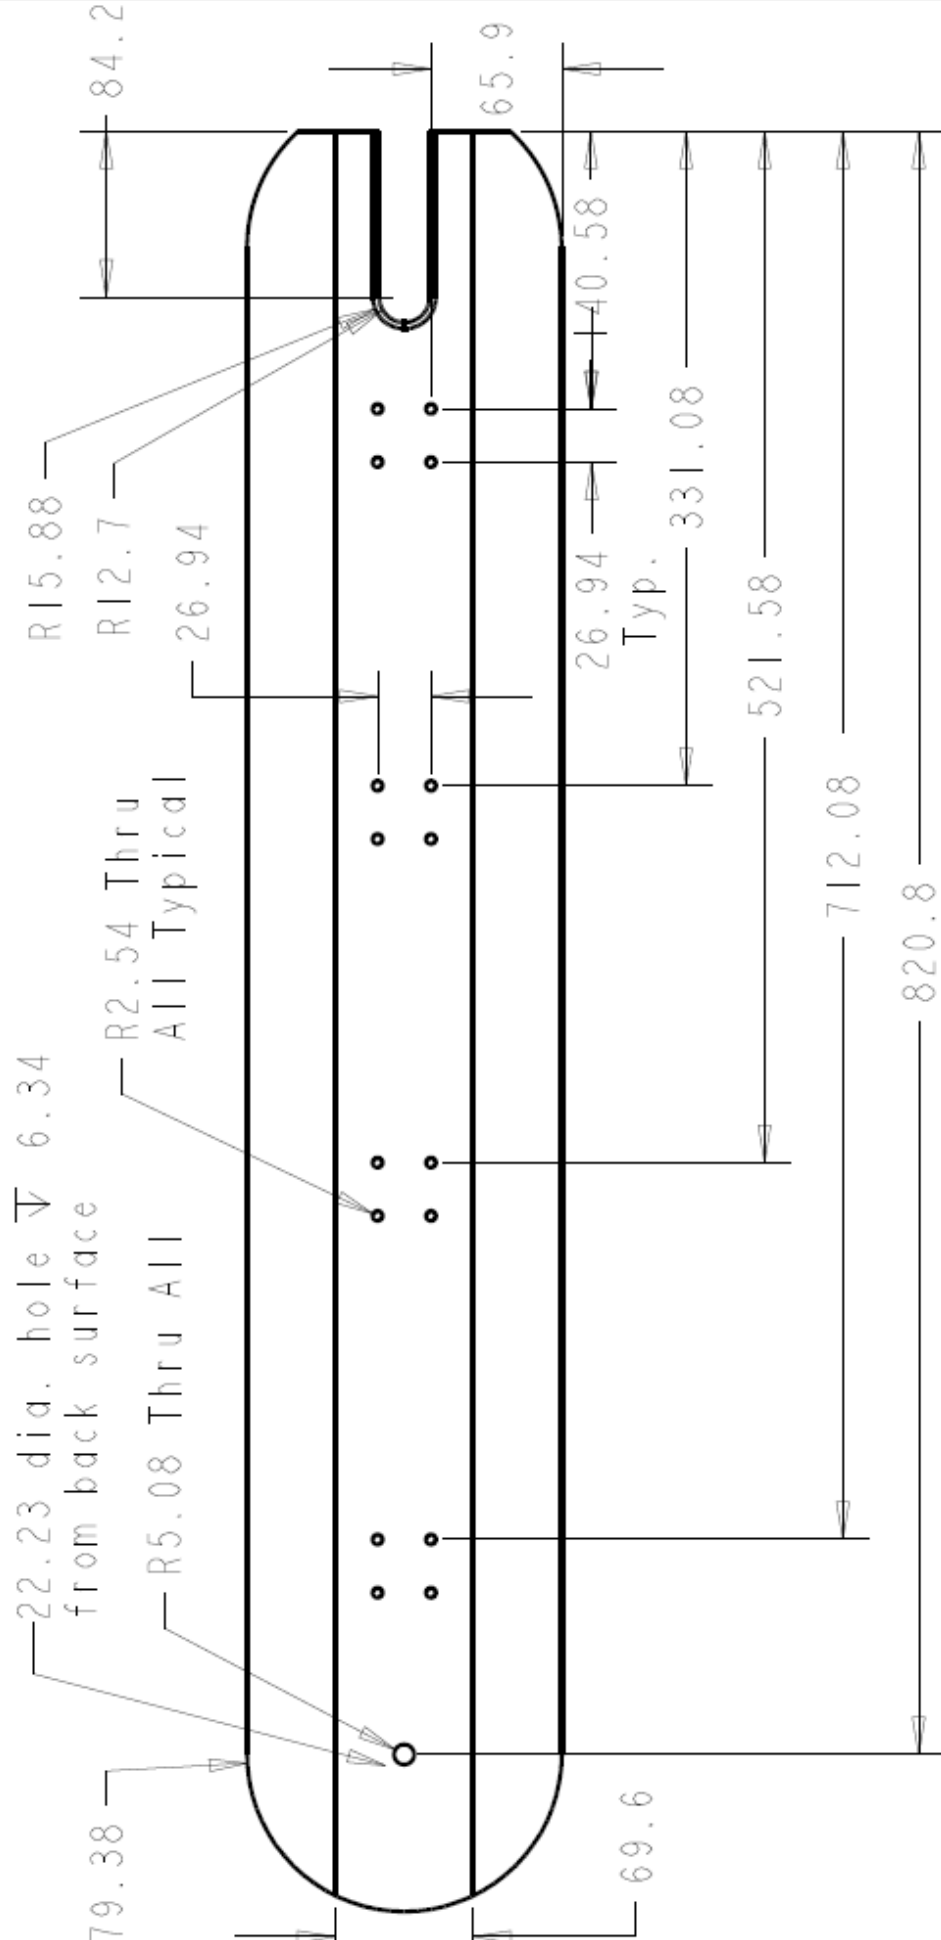 84.2
65.9
140.58
331.08
R15.88
R12.7
26.94
26.94
Typ.
521.58
R2.54 Thru
All Typical
712.08
820.8
22.23 dia. hole ↧ 6.34
from back surface
R5.08 Thru All
79.38
69.6